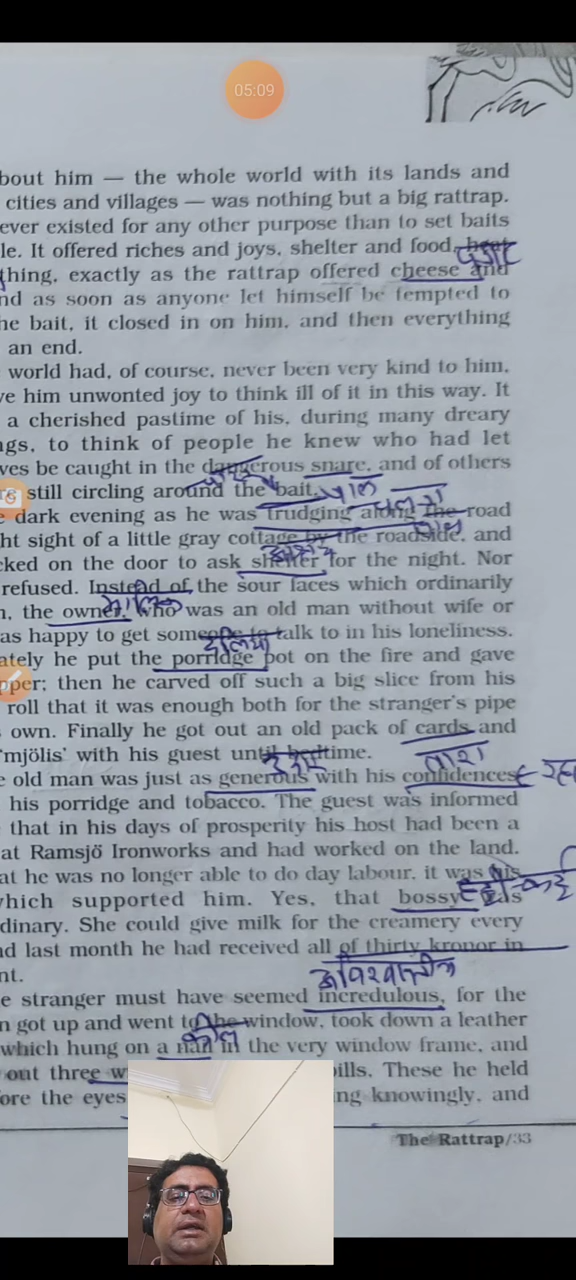 05:09
bout him — the whole world with its lands and
cities and villages — was nothing but a big rattrap.
ever existed for any other purpose than to set baits
le. It offered riches and joys, shelter and food, heat
पनीर
thing, exactly as the rattrap offered cheese and
nd as soon as anyone let himself be tempted to
he bait, it closed in on him, and then everything
an end.
world had, of course, never been very kind to him,
ve him unwonted joy to think ill of it in this way. It
a cherished pastime of his, during many dreary
ngs, to think of people he knew who had let
ves be caught in the dangerous snare, and of others
re still circling around the bait.
जाल
dark evening as he was trudging along the road
ht sight of a little gray cottage by the roadside, and
cked on the door to ask shelter for the night. Nor
refused. Instead of the sour faces which ordinarily
मालिक
n, the owner, who was an old man without wife or
as happy to get someone to talk to in his loneliness.
दलिया
ately he put the porridge pot on the fire and gave
pper; then he carved off such a big slice from his
roll that it was enough both for the stranger's pipe
s own. Finally he got out an old pack of cards and
'mjölis' with his guest until bedtime.
ताश
e old man was just as generous with his confidences
his porridge and tobacco. The guest was informed
that in his days of prosperity his host had been a
at Ramsjö Ironworks and had worked on the land.
at he was no longer able to do day labour, it was his
which supported him. Yes, that bossy was
dinary. She could give milk for the creamery every
nd last month he had received all of thirty kronor in
nt.
e stranger must have seemed incredulous, for the
n got up and went to the window, took down a leather
कील
which hung on a nail in the very window frame, and
out three w bills. These he held
ore the eyes ng knowingly, and
The Rattrap/33